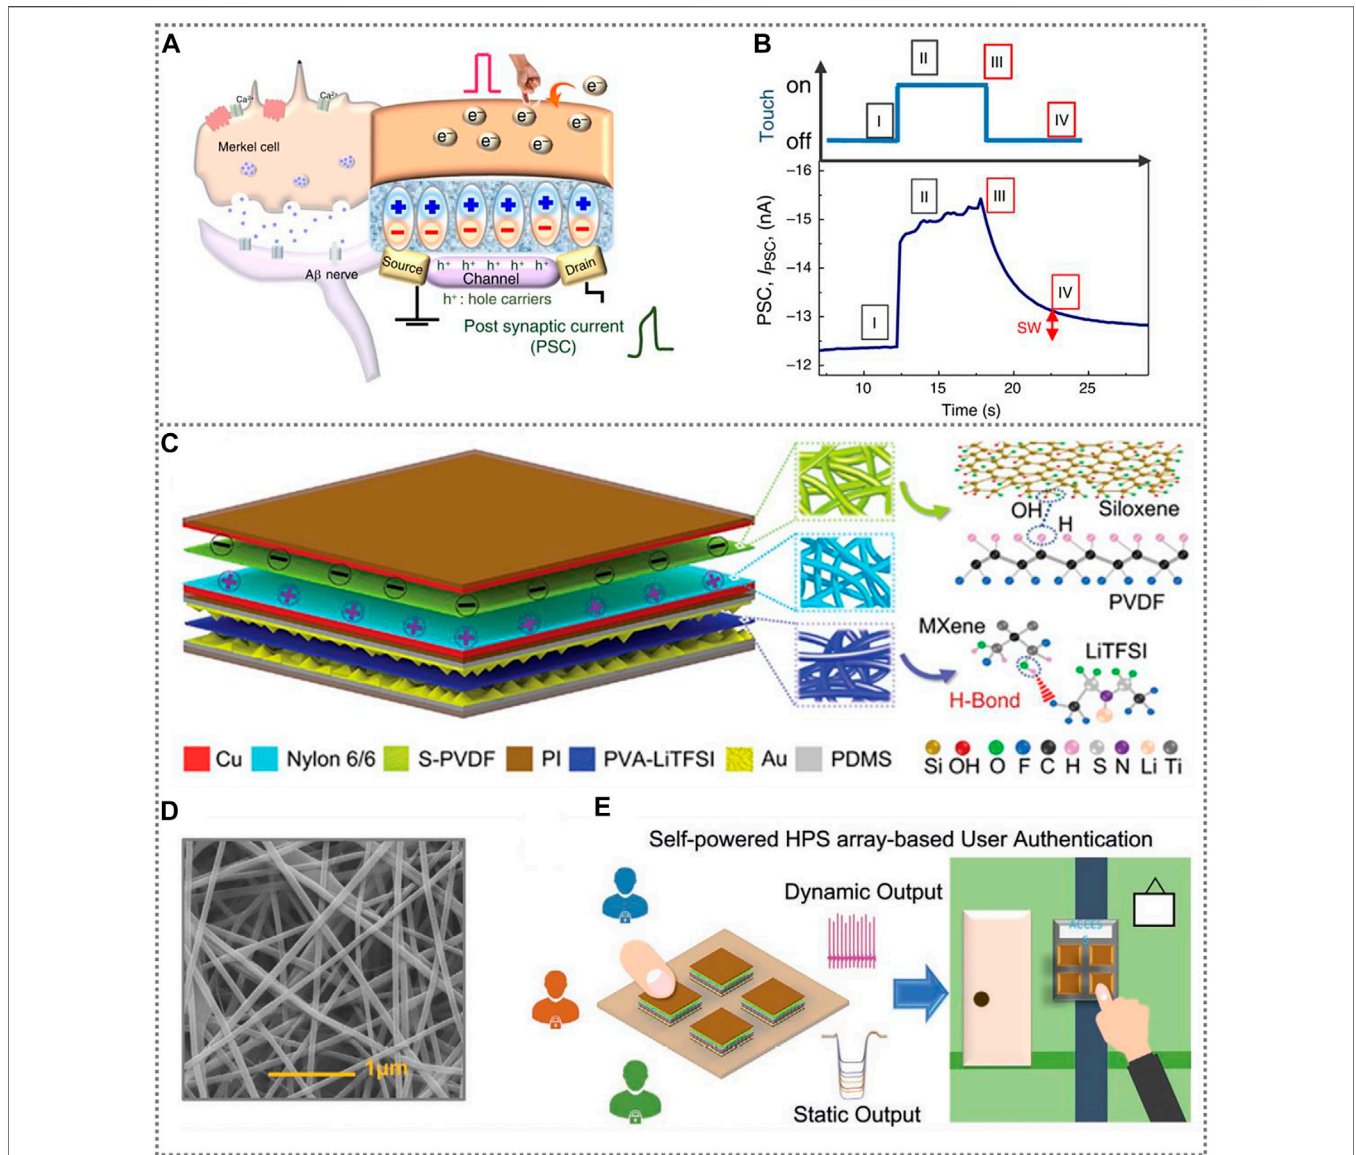 A
Ca²⁺
Ca²⁺
Merkel cell
Aβ nerve
e⁻
e⁻
e⁻
e⁻
e⁻
e⁻
e⁻
Source
h⁺ h⁺ h⁺ h⁺ h⁺
Channel
Drain
h⁺: hole carriers
Post synaptic current
(PSC)
B
Touch
on
off
I
II
III
IV
PSC, I_PSC, (nA)
−16
−15
−14
−13
−12
I
II
III
IV
SW
10 15 20 25
Time (s)
C
OH
H
Siloxene
PVDF
MXene
LiTFSI
H-Bond
Cu
Nylon 6/6
S-PVDF
PI
PVA-LiTFSI
Au
PDMS
Si OH O F C H S N Li Ti
D
1μm
E
Self-powered HPS array-based User Authentication
Dynamic Output
Static Output
ACCES
S